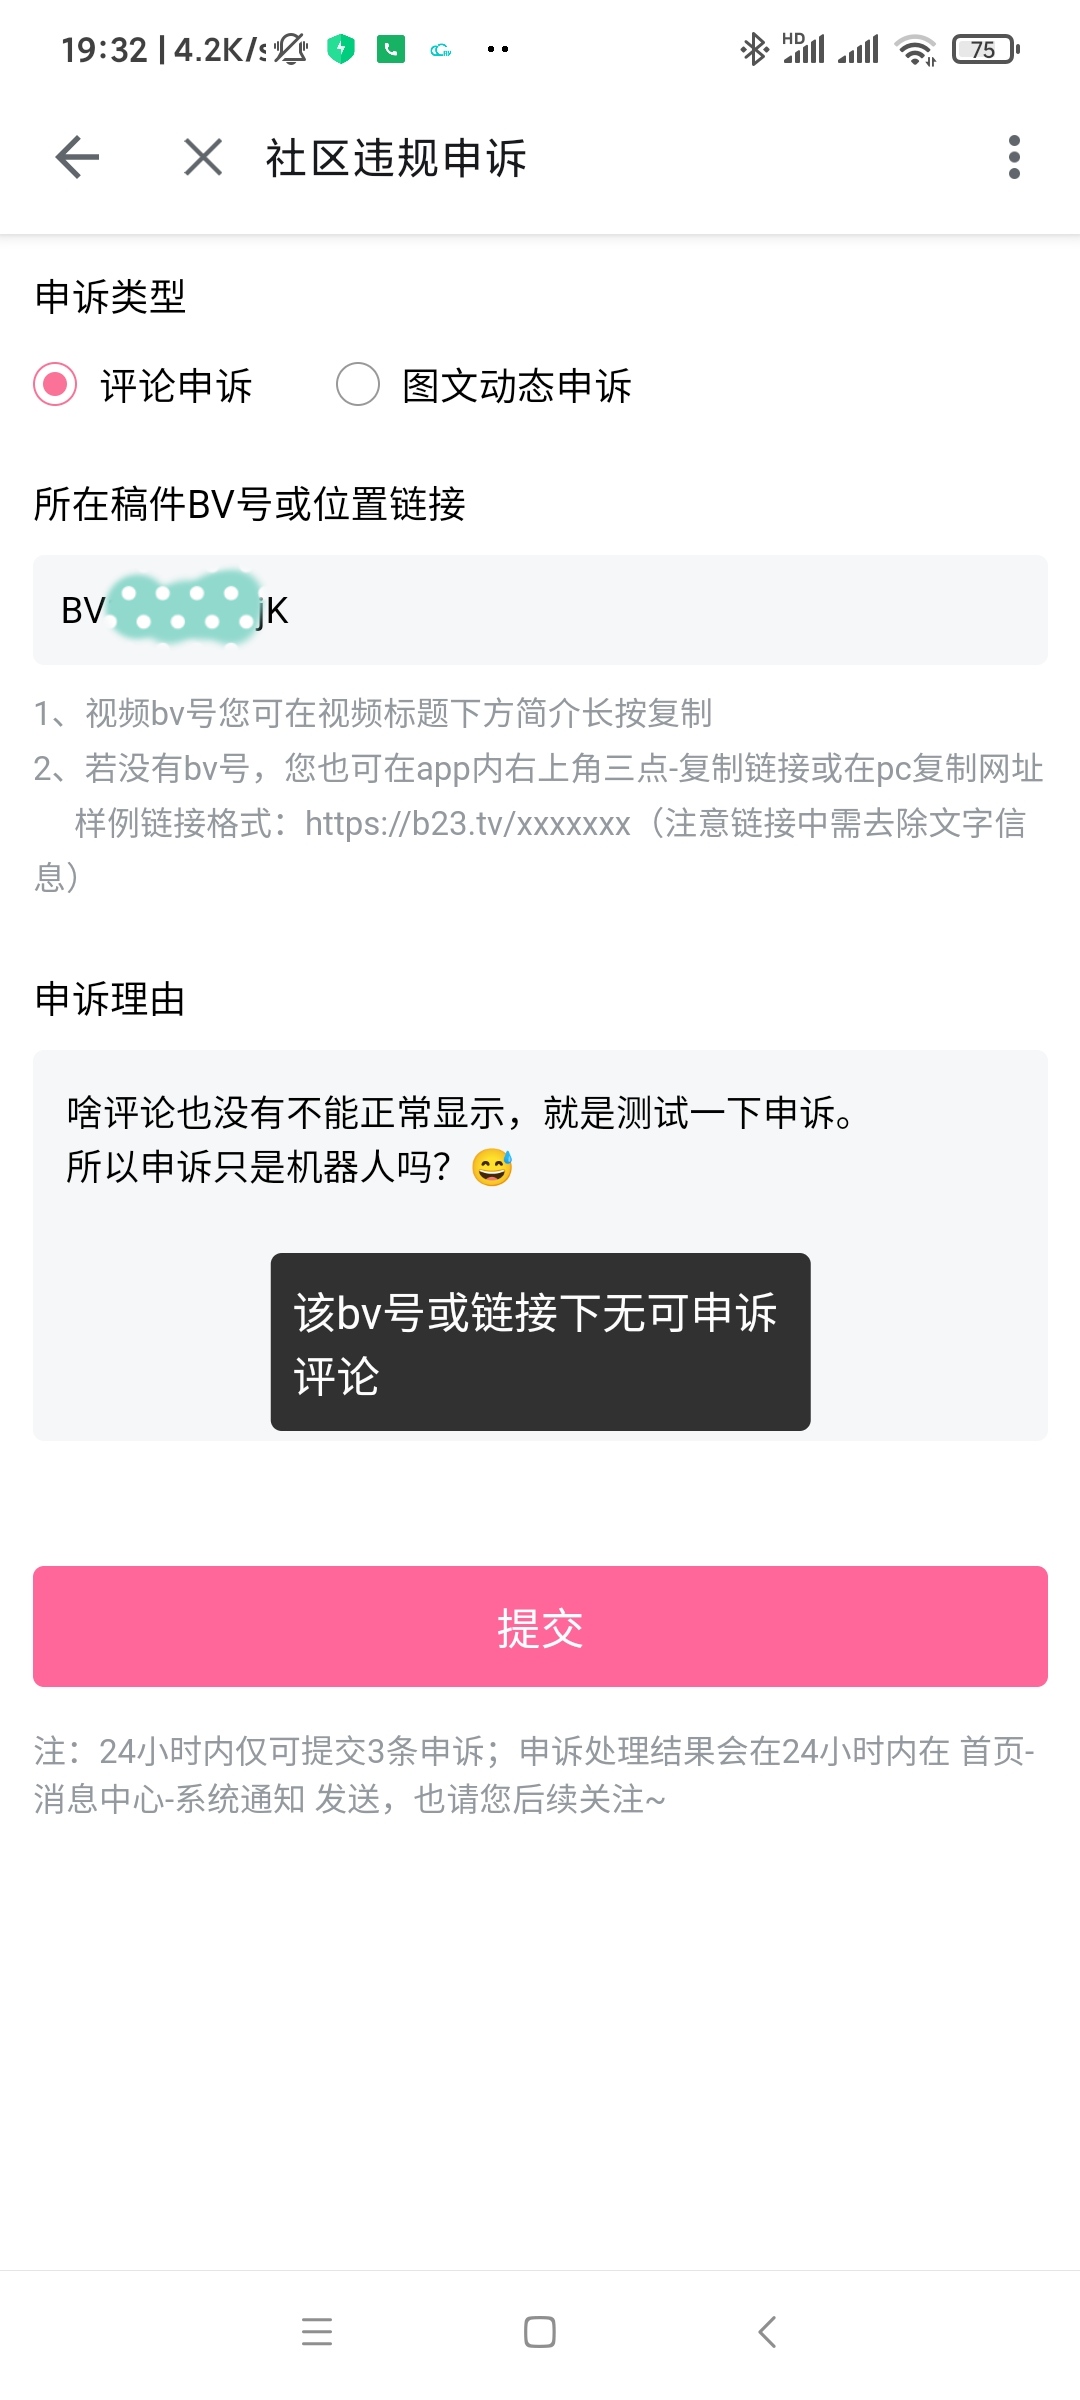 19:32 | 4.2K/s
HD
75
社区违规申诉
申诉类型
评论申诉
图文动态申诉
所在稿件BV号或位置链接
BV jK
1、视频bv号您可在视频标题下方简介长按复制
2、若没有bv号，您也可在app内右上角三点-复制链接或在pc复制网址
样例链接格式：https://b23.tv/xxxxxxx（注意链接中需去除文字信
息）
申诉理由
啥评论也没有不能正常显示，就是测试一下申诉。
所以申诉只是机器人吗？😅
该bv号或链接下无可申诉
评论
提交
注：24小时内仅可提交3条申诉；申诉处理结果会在24小时内在 首页-
消息中心-系统通知 发送，也请您后续关注~